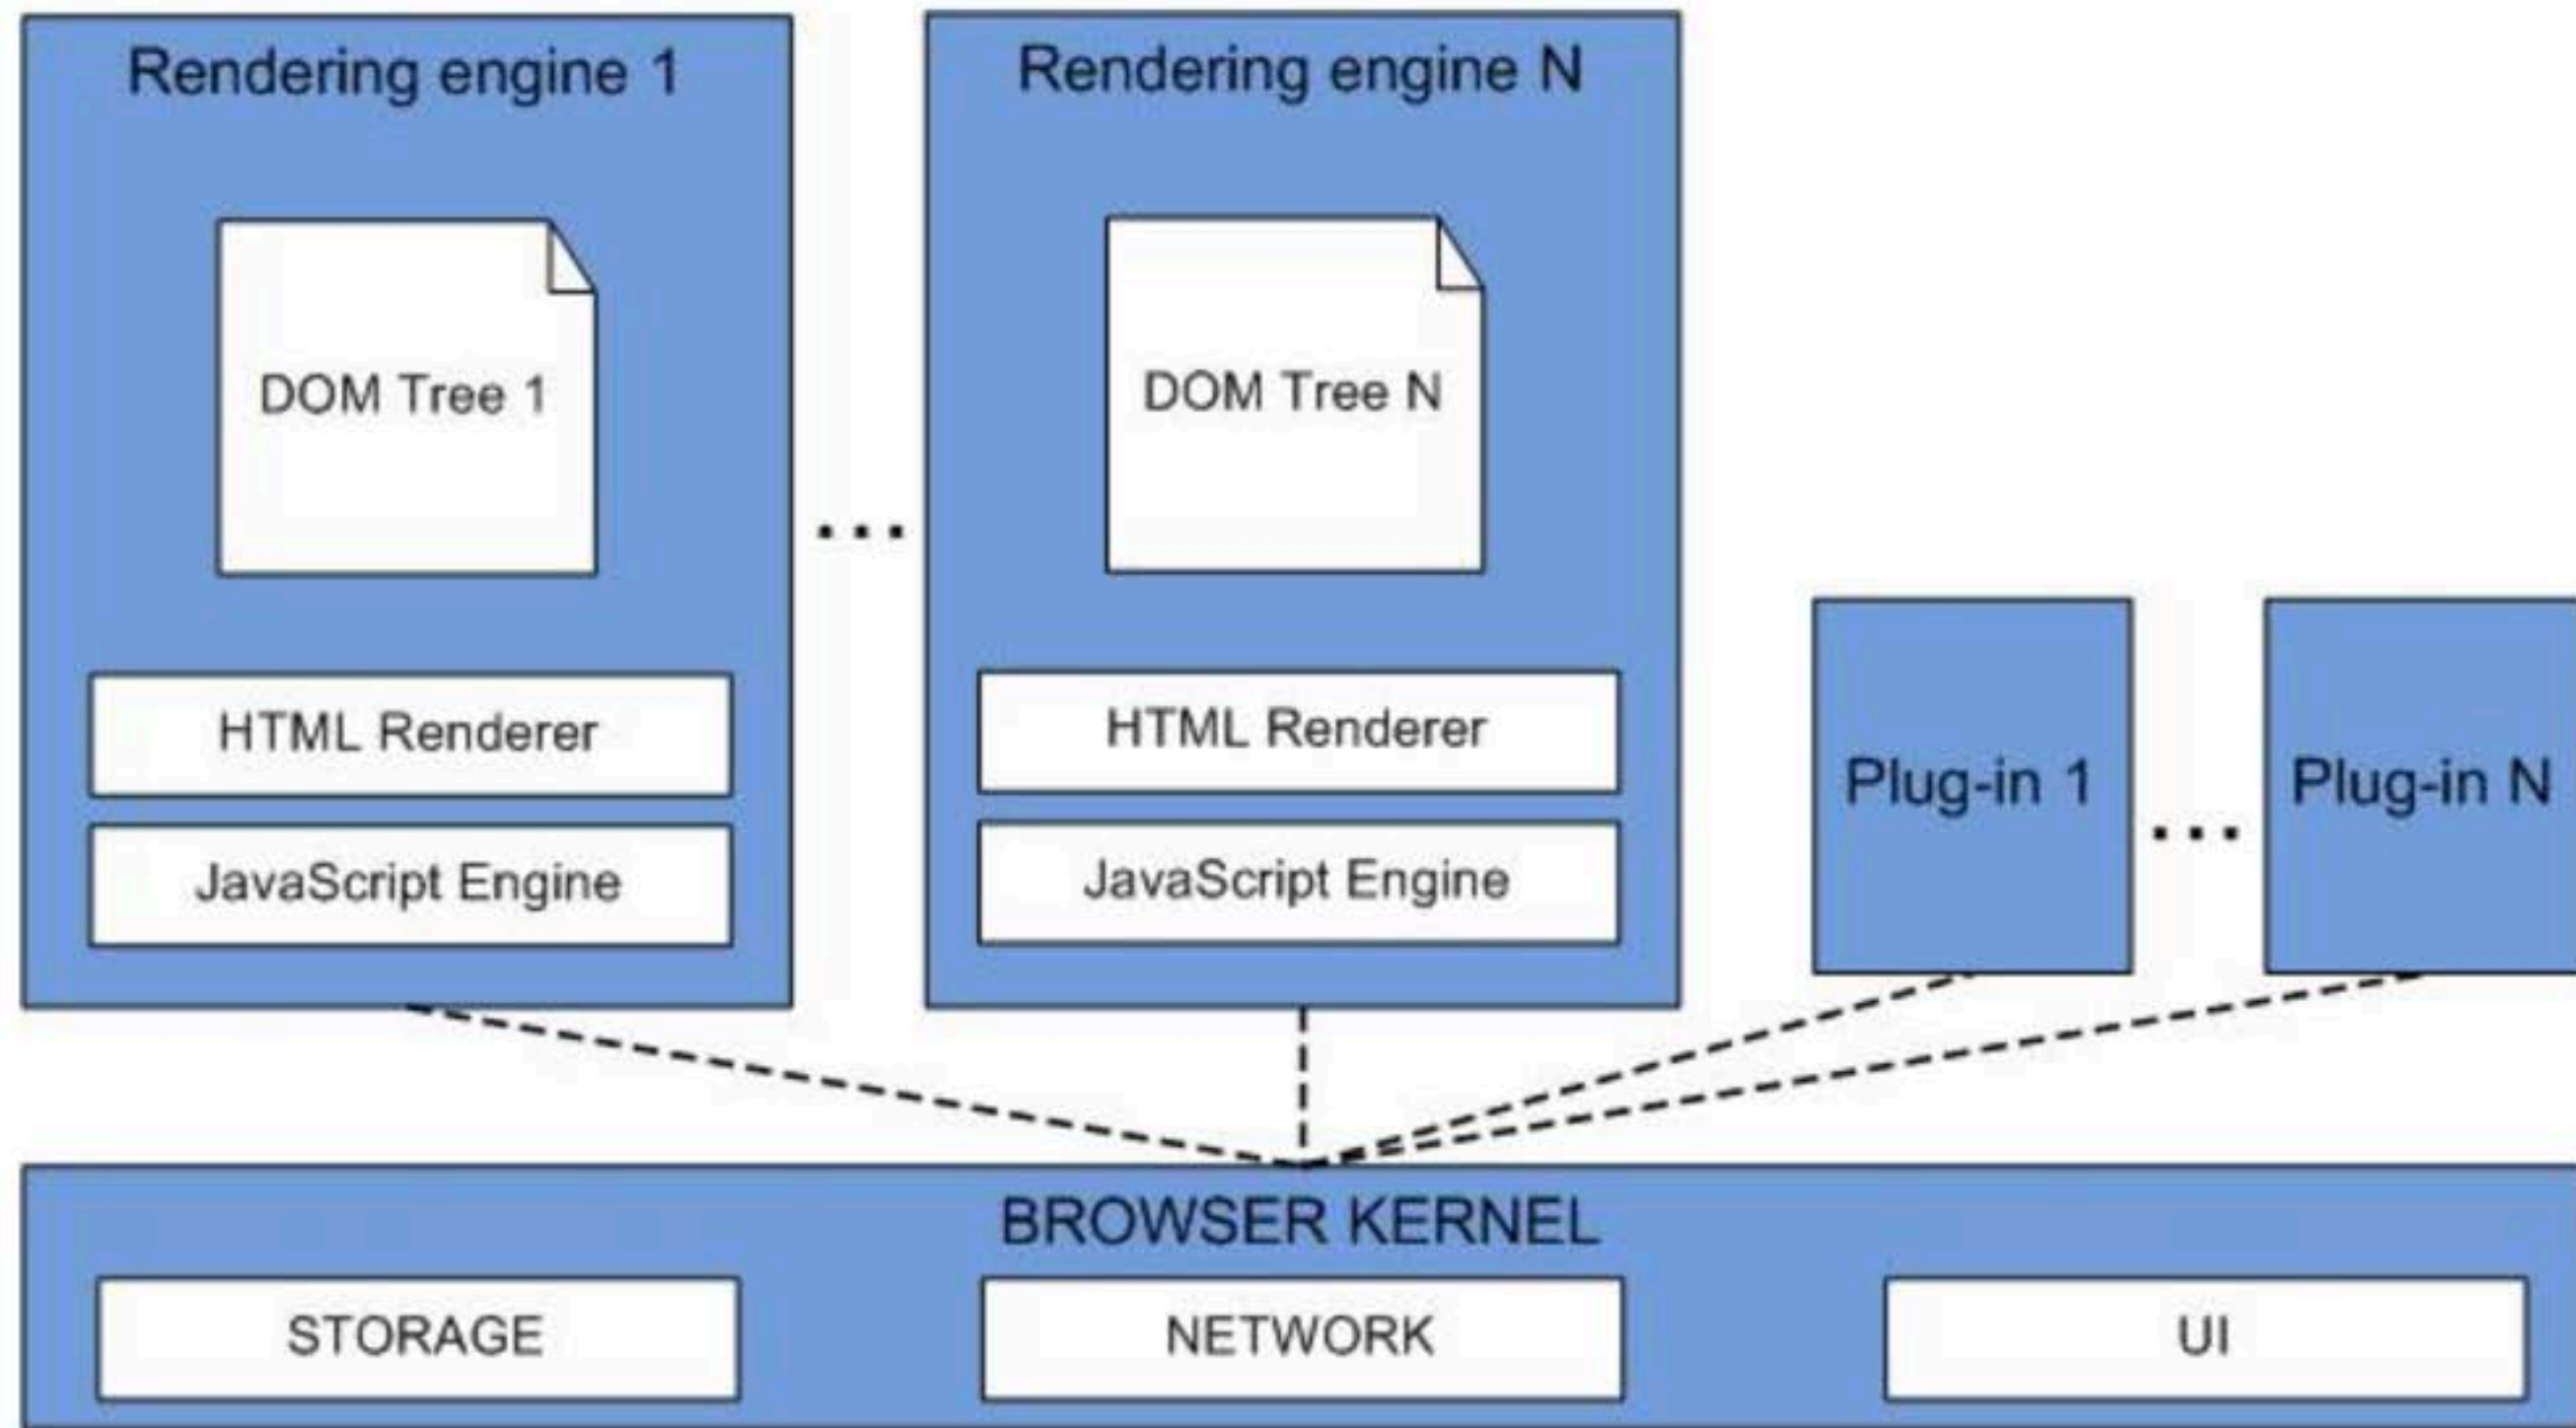 Rendering engine 1
DOM Tree 1
HTML Renderer
JavaScript Engine
...
Rendering engine N
DOM Tree N
HTML Renderer
JavaScript Engine
Plug-in 1
...
Plug-in N
BROWSER KERNEL
STORAGE
NETWORK
UI